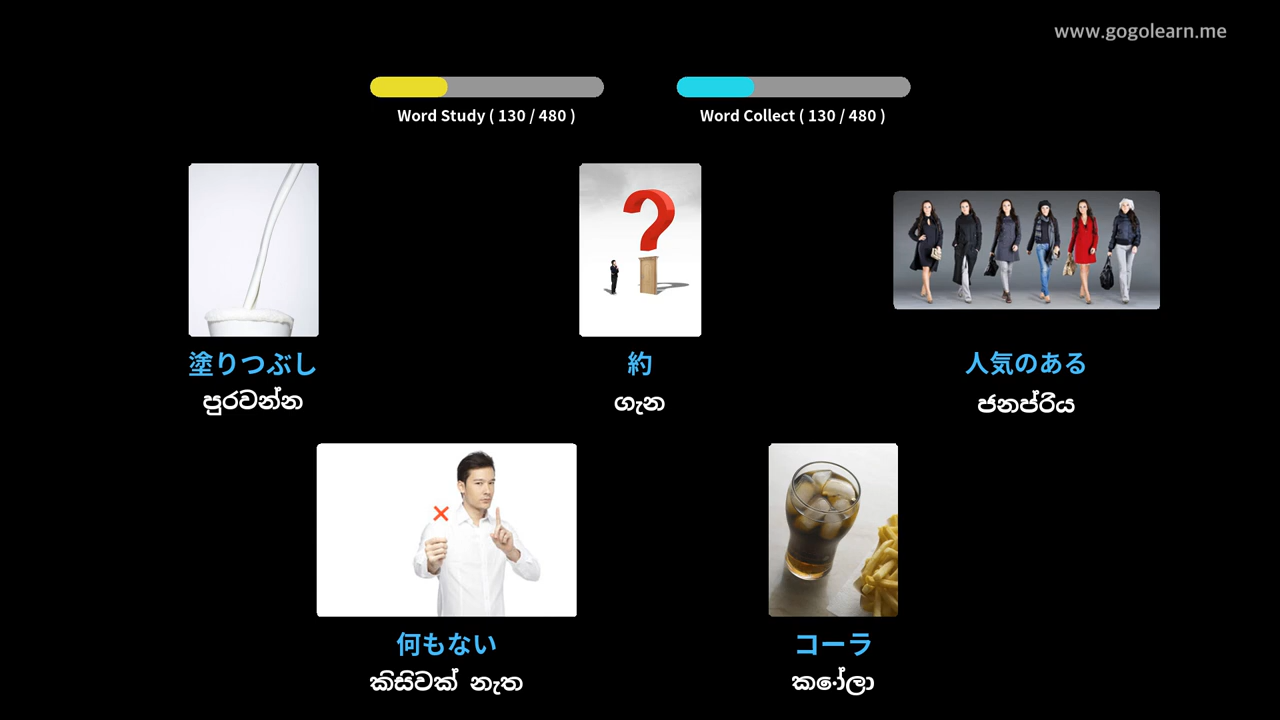 www.gogolearn.me
Word Study ( 130 / 480 )
Word Collect ( 130 / 480 )
塗りつぶし
පුරවන්න
約
ගැන
人気のある
ජනප්රිය
何もない
කිසිවක් නැත
コーラ
කෝලා